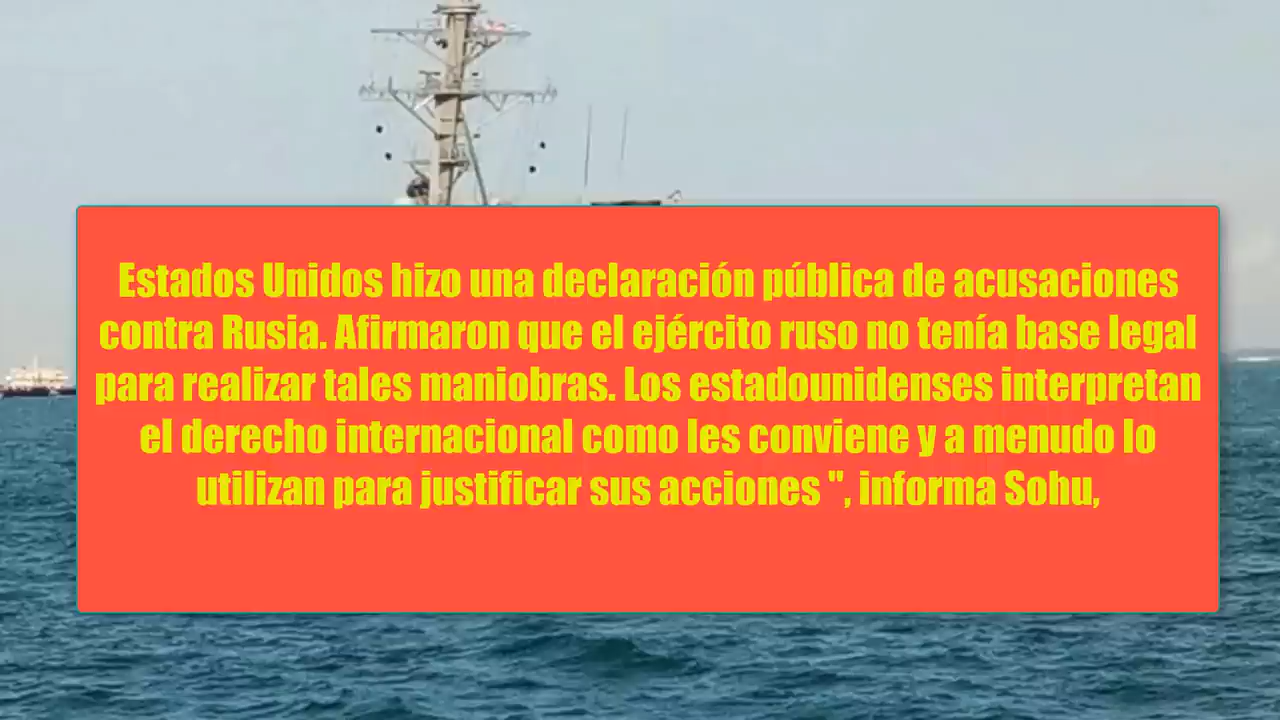 Estados Unidos hizo una declaración pública de acusaciones
contra Rusia. Afirmaron que el ejército ruso no tenía base legal
para realizar tales maniobras. Los estadounidenses interpretan
el derecho internacional como les conviene y a menudo lo
utilizan para justificar sus acciones ", informa Sohu,